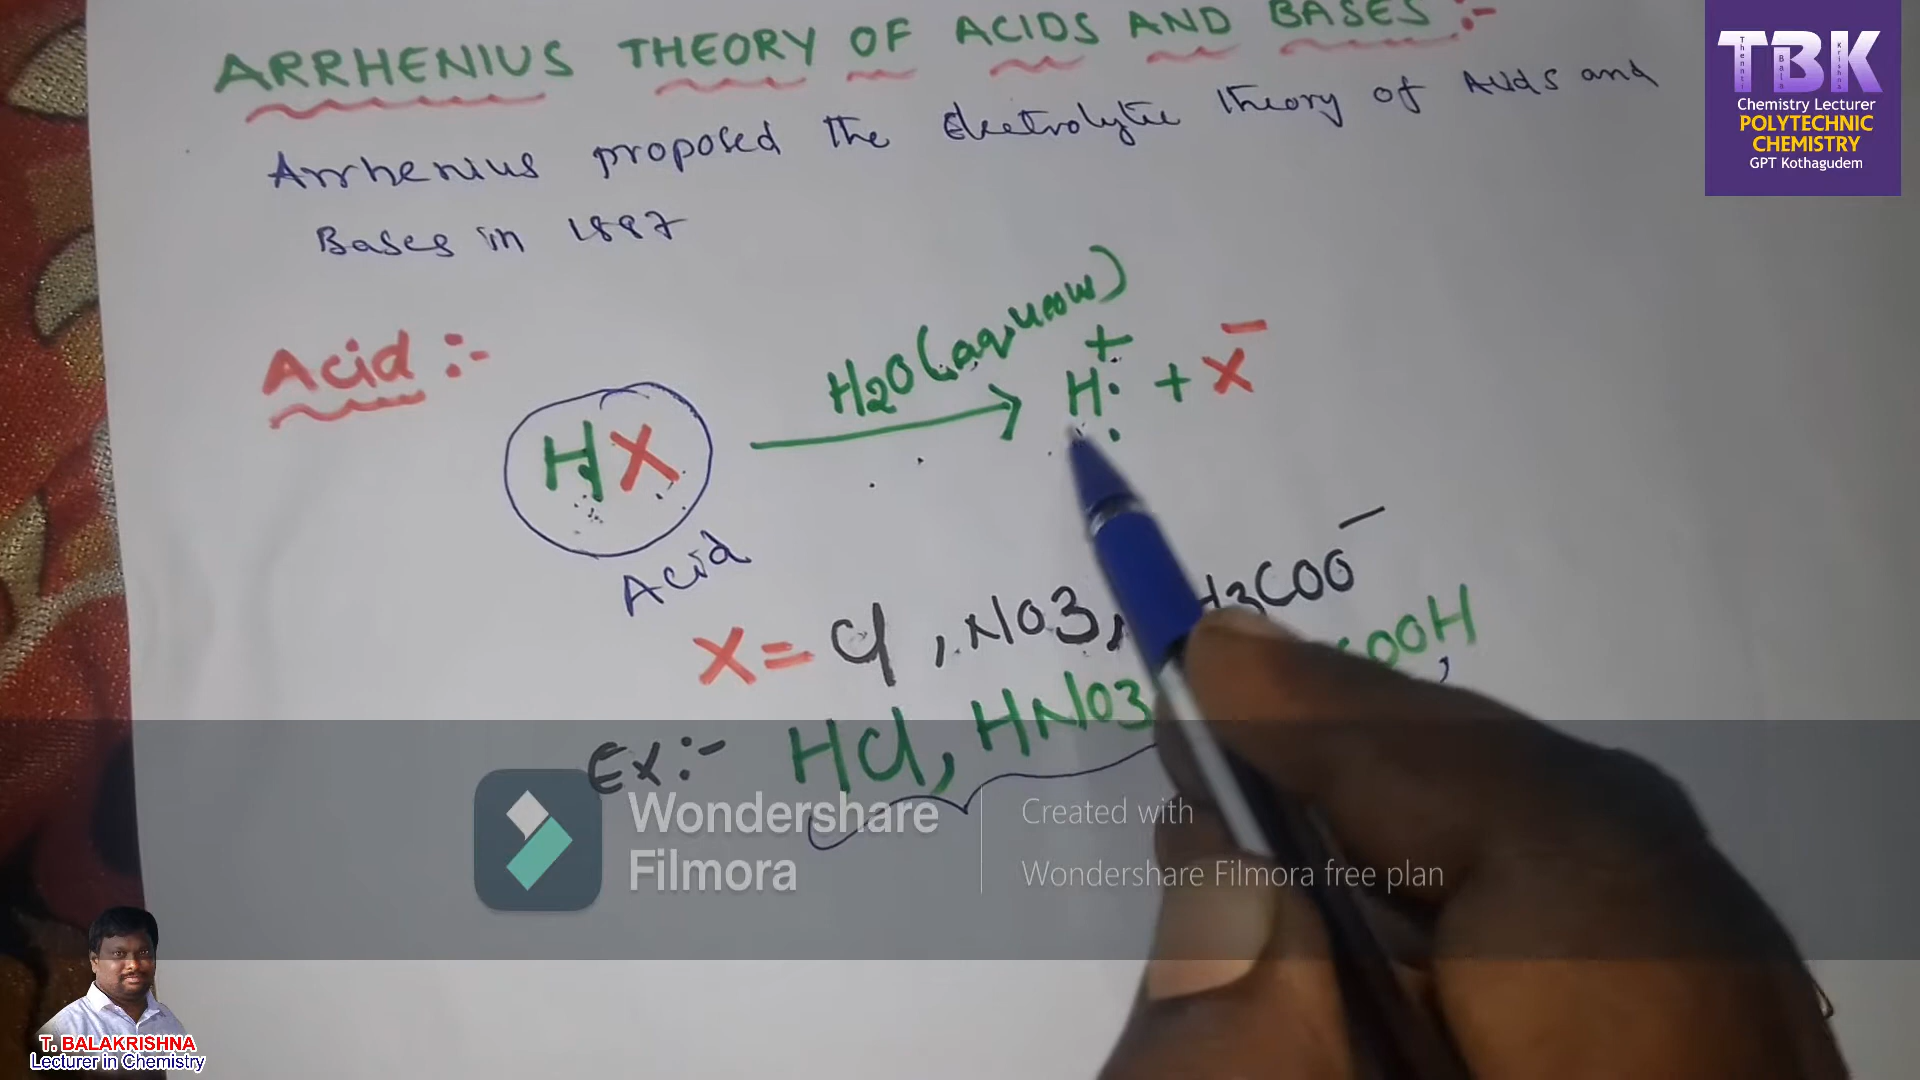 ARRHENIUS THEORY OF ACIDS AND BASES :-
Arrhenius proposed the Electrolytic theory of Acids and
Bases in 1887
Acid :-
HX
H2O (aqueous)
H+ + X-
Acid
X = Cl, NO3, H3COO-
Ex:- HCl, HNO3 COOH,
Wondershare
Filmora
Created with
Wondershare Filmora free plan
TBK
Chemistry Lecturer
POLYTECHNIC
CHEMISTRY
GPT Kothagudem
T. BALAKRISHNA
Lecturer in Chemistry